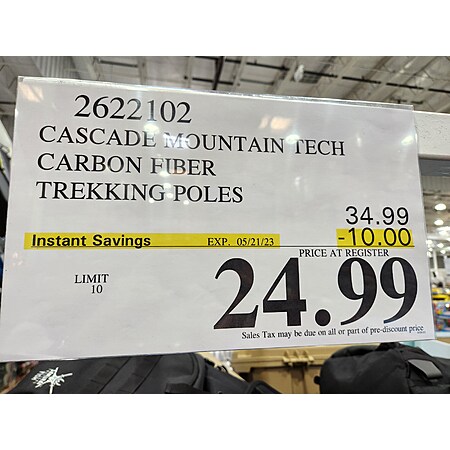 2622102
CASCADE MOUNTAIN TECH
CARBON FIBER
TREKKING POLES
34.99
Instant Savings EXP. 05/21/23 -10.00
PRICE AT REGISTER
LIMIT
10
24.99
Sales Tax may be due on all or part of pre-discount price